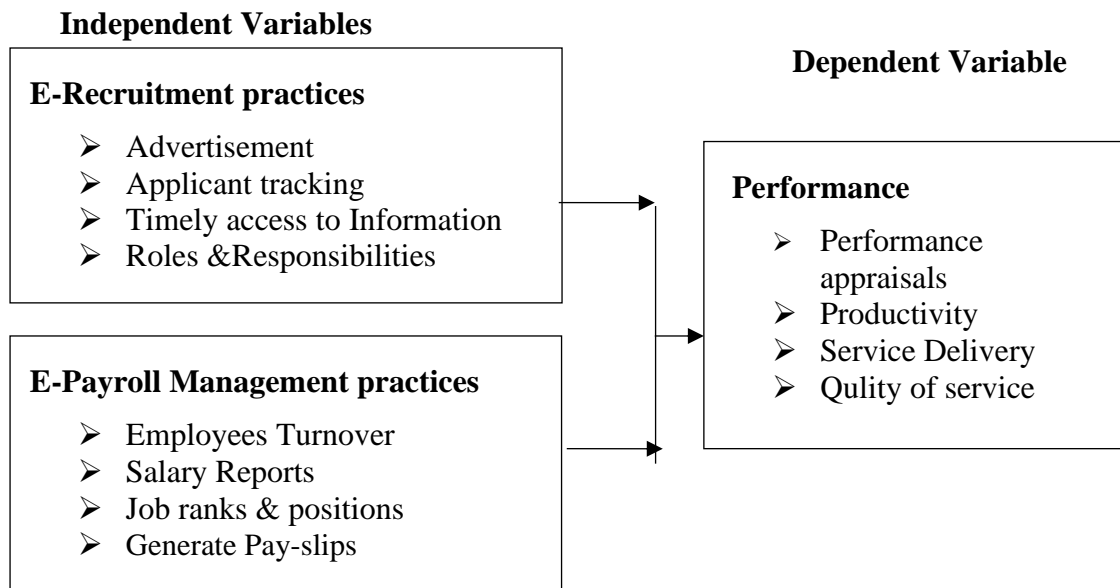 Independent Variables
E-Recruitment practices
➢ Advertisement
➢ Applicant tracking
➢ Timely access to Information
➢ Roles &Responsibilities
E-Payroll Management practices
➢ Employees Turnover
➢ Salary Reports
➢ Job ranks & positions
➢ Generate Pay-slips
Dependent Variable
Performance
➢ Performance
appraisals
➢ Productivity
➢ Service Delivery
➢ Qulity of service